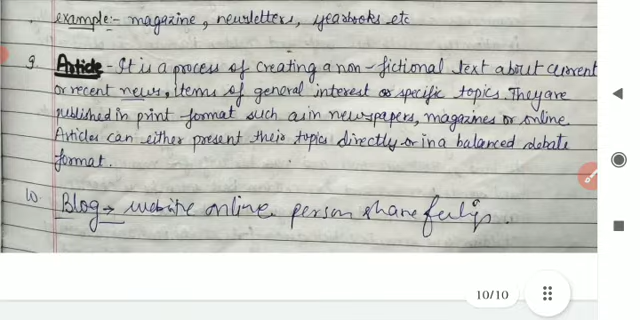 example:- magazine, newsletters, yearbooks etc
9. Article - It is a process of creating a non-fictional text about current
or recent news, items of general interest or specific topics. They are
published in print format such as in newspapers, magazines or online.
Articles can either present their topics directly or in a balanced debate
format.
10. Blog → website online person share
10/10